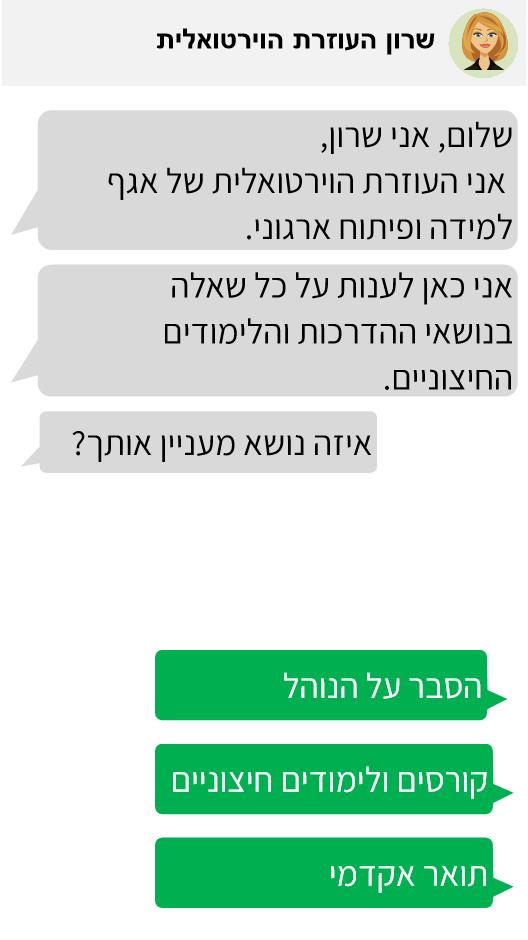 שרון העוזרת הוירטואלית
שלום, אני שרון,
אני העוזרת הוירטואלית של אגף
למידה ופיתוח ארגוני.
אני כאן לענות על כל שאלה
בנושאי ההדרכות והלימודים
החיצוניים.
איזה נושא מעניין אותך?
הסבר על הנוהל
קורסים ולימודים חיצוניים
תואר אקדמי